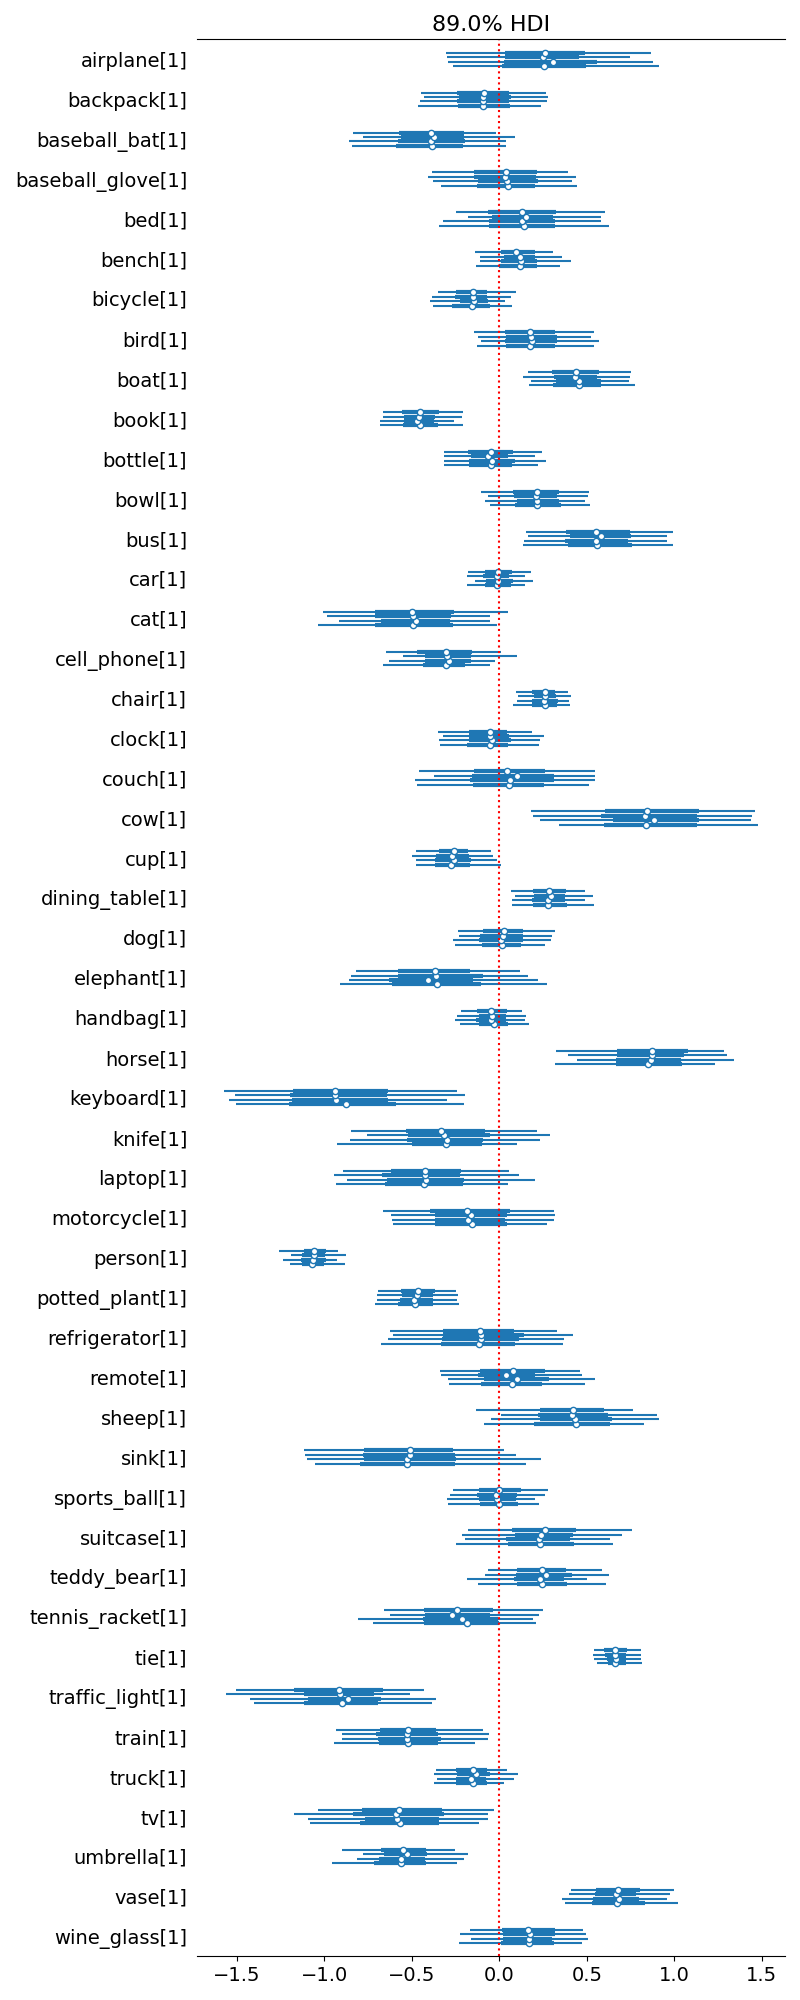 89.0% HDI
airplane[1]
backpack[1]
baseball_bat[1]
baseball_glove[1]
bed[1]
bench[1]
bicycle[1]
bird[1]
boat[1]
book[1]
bottle[1]
bowl[1]
bus[1]
car[1]
cat[1]
cell_phone[1]
chair[1]
clock[1]
couch[1]
cow[1]
cup[1]
dining_table[1]
dog[1]
elephant[1]
handbag[1]
horse[1]
keyboard[1]
knife[1]
laptop[1]
motorcycle[1]
person[1]
potted_plant[1]
refrigerator[1]
remote[1]
sheep[1]
sink[1]
sports_ball[1]
suitcase[1]
teddy_bear[1]
tennis_racket[1]
tie[1]
traffic_light[1]
train[1]
truck[1]
tv[1]
umbrella[1]
vase[1]
wine_glass[1]
−1.5 −1.0 −0.5 0.0 0.5 1.0 1.5